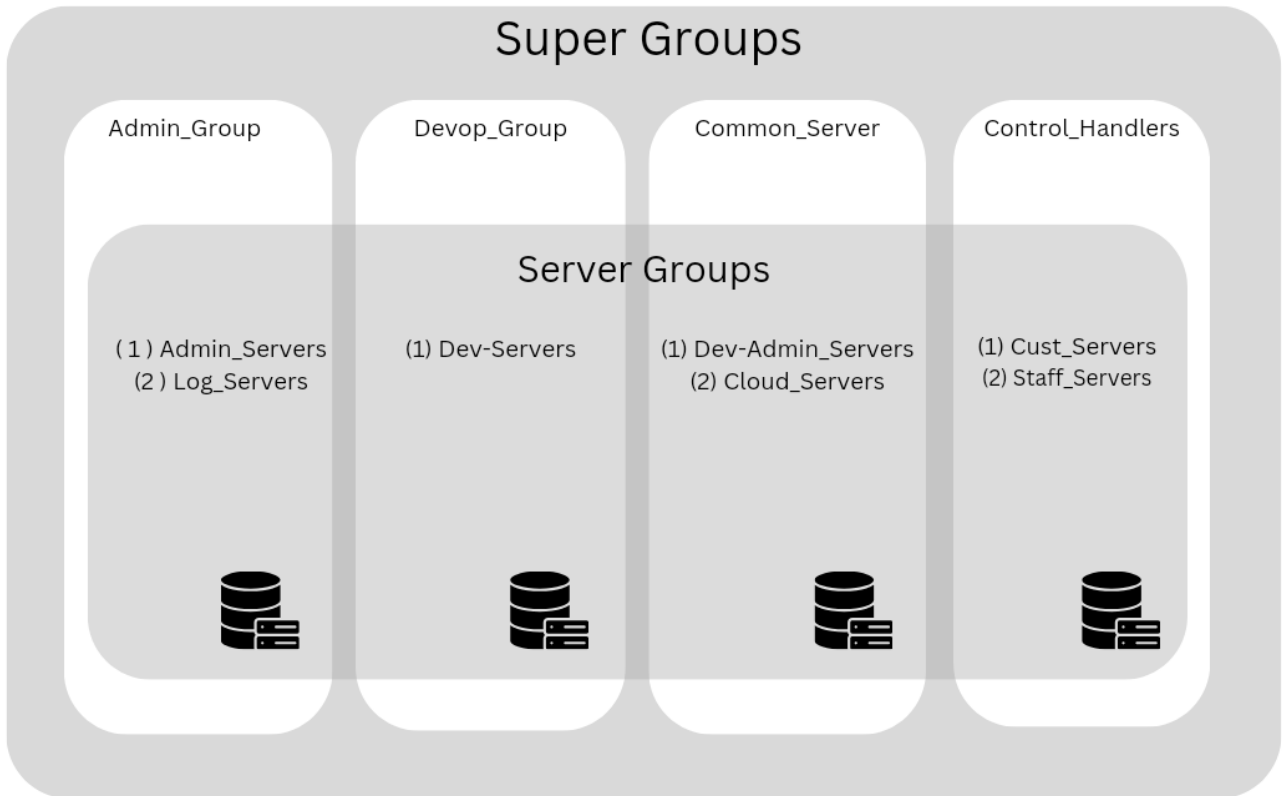 Super Groups
Admin_Group
Devop_Group
Common_Server
Control_Handlers
Server Groups
( 1 ) Admin_Servers
(2 ) Log_Servers
(1) Dev-Servers
(1) Dev-Admin_Servers
(2) Cloud_Servers
(1) Cust_Servers
(2) Staff_Servers